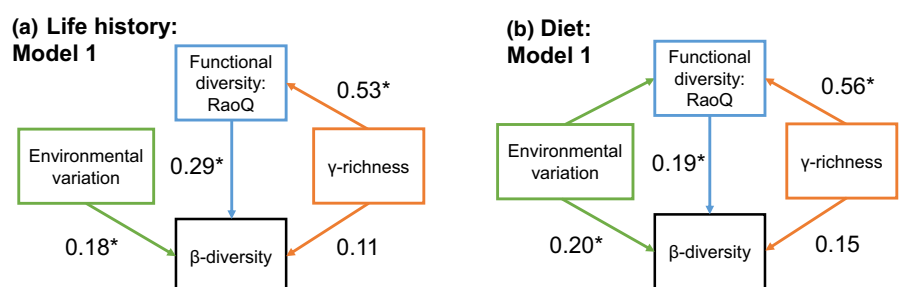 (a) Life history:
Model 1
Functional
diversity:
RaoQ
0.53*
Environmental
variation
0.29*
γ-richness
0.18*
β-diversity
0.11
(b) Diet:
Model 1
Functional
diversity:
RaoQ
0.56*
Environmental
variation
0.19*
γ-richness
0.20*
β-diversity
0.15